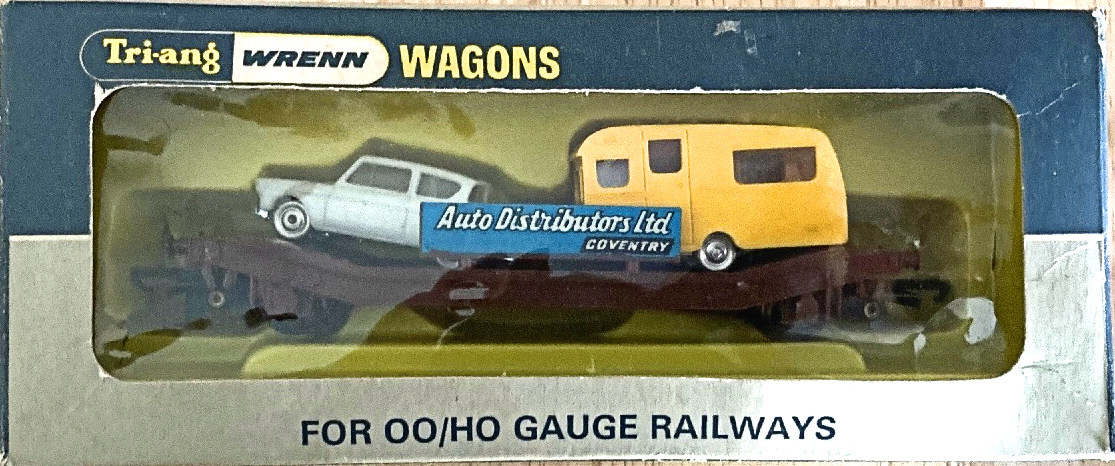 Tri-ang WRENN WAGONS
Auto Distributors Ltd
COVENTRY
FOR OO/HO GAUGE RAILWAYS